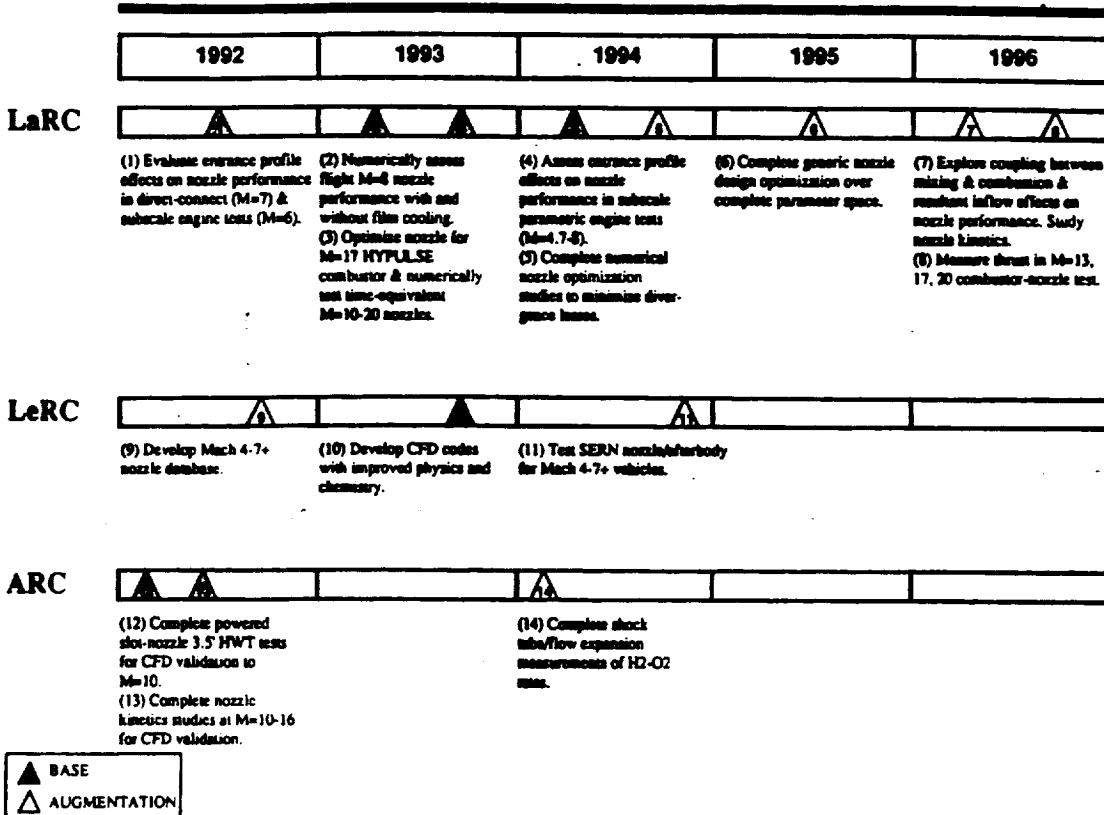 1992 1993 1994 1995 1996
LaRC
5 6 7 8
(1) Evaluate entrance profile
effects on nozzle performance
in direct-connect (M=7) &
subscale engine tests (M=6).
(2) Numerically assess
flight M=8 nozzle
performance with and
without film cooling.
(3) Optimize nozzle for
M=17 HYPULSE
combustor & numerically
test time-equivalent
M=10-20 nozzles.
(4) Assess entrance profile
effects on nozzle
performance in subscale
parametric engine tests
(M=4.7-8).
(5) Complete numerical
nozzle optimization
studies to minimize diver-
gence losses.
(6) Complete generic nozzle
design optimization over
complete parameter space.
(7) Explore coupling between
mixing & combustion &
resultant inflow effects on
nozzle performance. Study
nozzle kinetics.
(8) Measure thrust in M=13,
17, 20 combustor-nozzle test.
LeRC
9 11
(9) Develop Mach 4-7+
nozzle database.
(10) Develop CFD codes
with improved physics and
chemistry.
(11) Test SERN nozzle/afterbody
for Mach 4-7+ vehicles.
ARC
14
(12) Complete powered
slot-nozzle 3.5' HWT tests
for CFD validation to
M=10.
(13) Complete nozzle
kinetics studies at M=10-16
for CFD validation.
(14) Complete shock
tube/flow expansion
measurements of H2-O2
rates.
BASE
AUGMENTATION